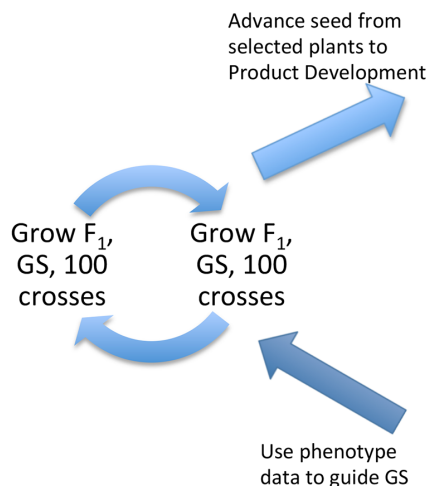 Advance seed from
selected plants to
Product Development
Grow F₁,
GS, 100
crosses
Grow F₁,
GS, 100
crosses
Use phenotype
data to guide GS